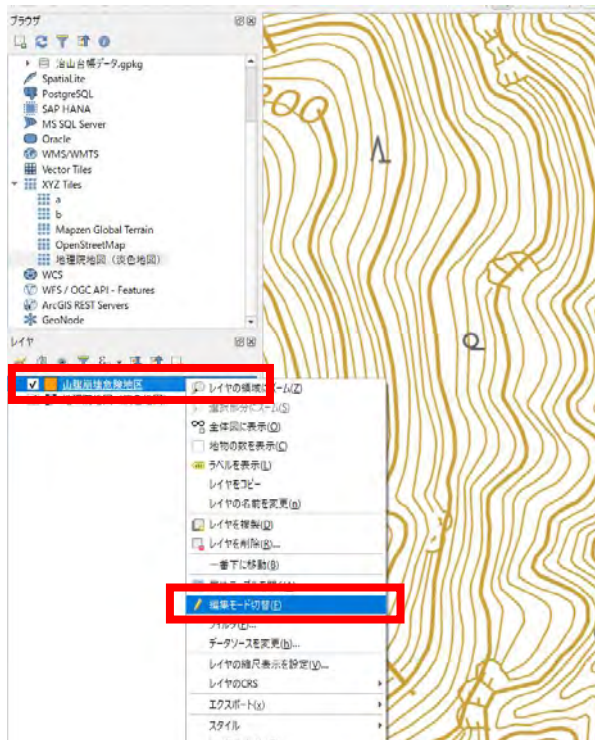 ブラウザ
治山台帳データ.gpkg
SpatiaLite
PostgreSQL
SAP HANA
MS SQL Server
Oracle
WMS/WMTS
Vector Tiles
XYZ Tiles
a
b
Mapzen Global Terrain
OpenStreetMap
地理院地図（淡色地図）
WCS
WFS / OGC API - Features
ArcGIS REST Servers
GeoNode
レイヤ
山腹崩壊危険地区
レイヤの領域にズーム(Z)
選択部分にズーム(S)
全体図に表示(O)
地物の数を表示(C)
ラベルを表示(L)
レイヤをコピー
レイヤの名前を変更(n)
レイヤを複製(D)
レイヤを削除(R)...
一番下に移動(B)
編集モード切替(E)
フィルタ(F)...
データソースを変更(h)...
レイヤの縮尺表示を設定(V)...
レイヤのCRS
エクスポート(x)
スタイル